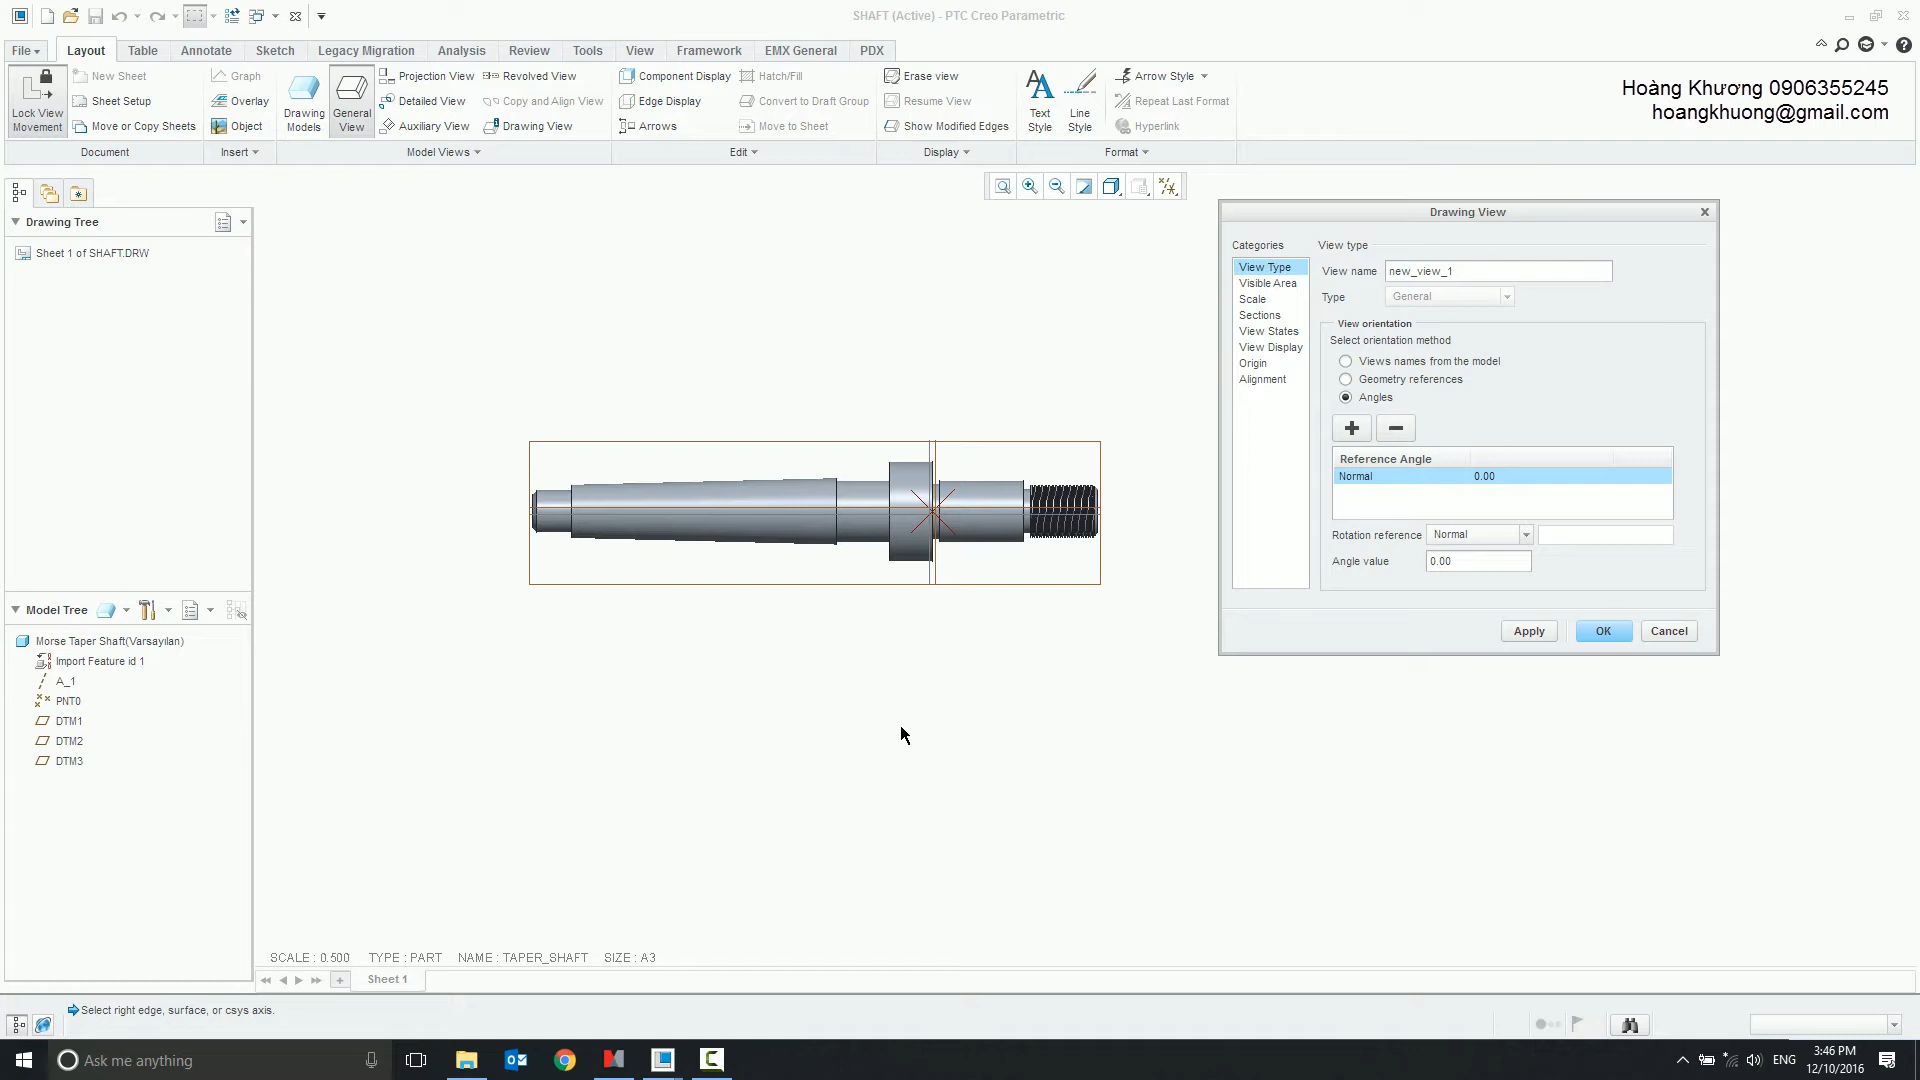 SHAFT (Active) - PTC Creo Parametric
File Layout Table Annotate Sketch Legacy Migration Analysis Review Tools View Framework EMX General PDX
Lock View Movement
New Sheet
Sheet Setup
Move or Copy Sheets
Document
Graph
Overlay
Object
Insert
Drawing Models
General View
Projection View
Detailed View
Auxiliary View
Revolved View
Copy and Align View
Drawing View
Model Views
Component Display
Edge Display
Arrows
Hatch/Fill
Convert to Draft Group
Move to Sheet
Edit
Erase view
Resume View
Show Modified Edges
Display
Text Style
Line Style
Arrow Style
Repeat Last Format
Hyperlink
Format
Hoàng Khương 0906355245
hoangkhuong@gmail.com
Drawing Tree
Sheet 1 of SHAFT.DRW
Model Tree
Morse Taper Shaft(Varsayılan)
Import Feature id 1
A_1
PNT0
DTM1
DTM2
DTM3
Drawing View
Categories
View Type
Visible Area
Scale
Sections
View States
View Display
Origin
Alignment
View type
View name new_view_1
Type General
View orientation
Select orientation method
Views names from the model
Geometry references
Angles
Reference Angle
Normal 0.00
Rotation reference Normal
Angle value 0.00
Apply OK Cancel
SCALE : 0.500 TYPE : PART NAME : TAPER_SHAFT SIZE : A3
Sheet 1
Select right edge, surface, or csys axis.
Ask me anything
ENG
3:46 PM
12/10/2016